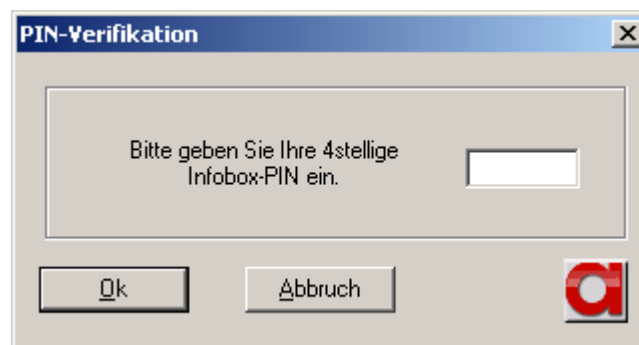 PIN-Verifikation
Bitte geben Sie Ihre 4stellige
Infobox-PIN ein.
Ok
Abbruch